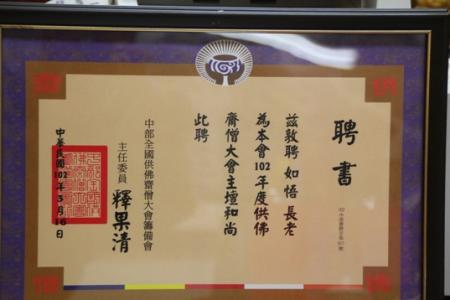 聘書
茲敦聘 如悟 長老
為本會102年度供佛
齋僧大會主壇和尚
此聘
中部全國供佛齋僧大會籌備會
主任委員 釋果清
中華民國102年3月16日